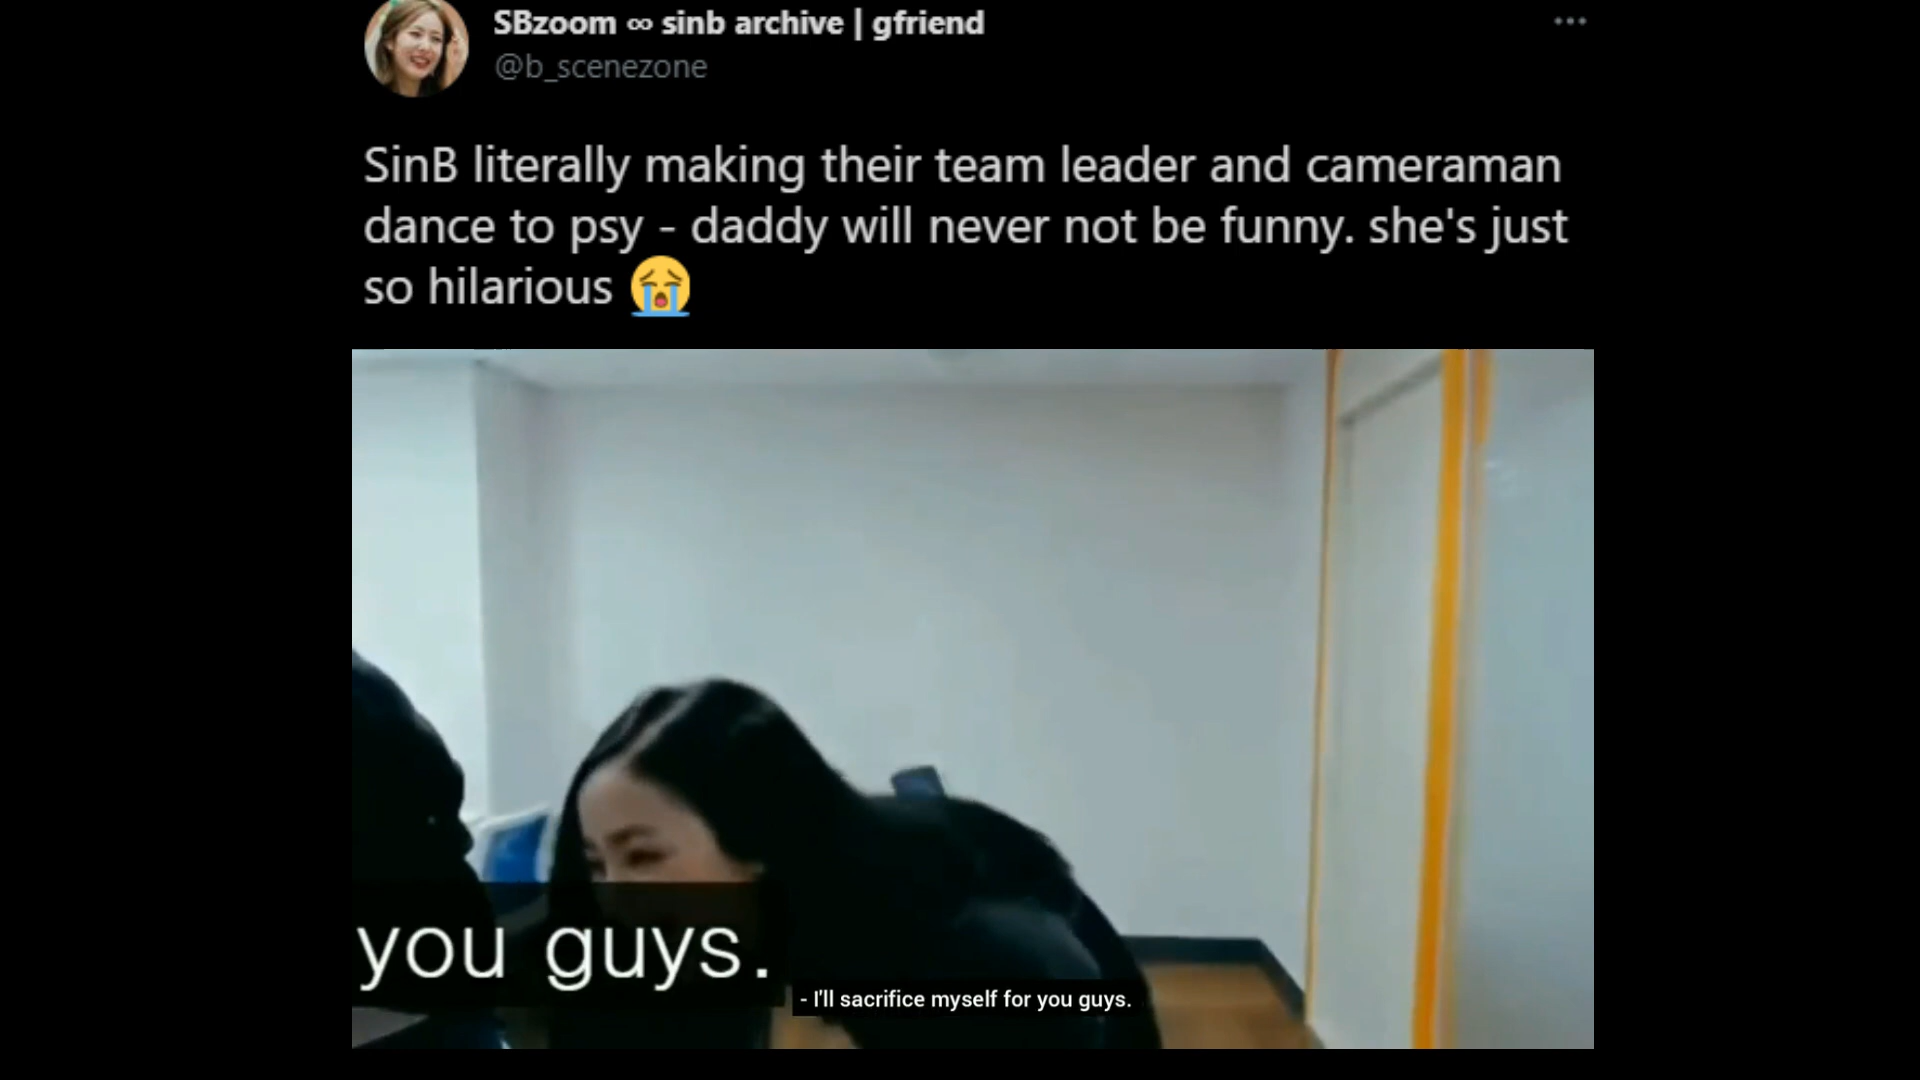 SBzoom ∞ sinb archive | gfriend
@b_scenezone
SinB literally making their team leader and cameraman
dance to psy - daddy will never not be funny. she's just
so hilarious 😭
you guys.
- I'll sacrifice myself for you guys.